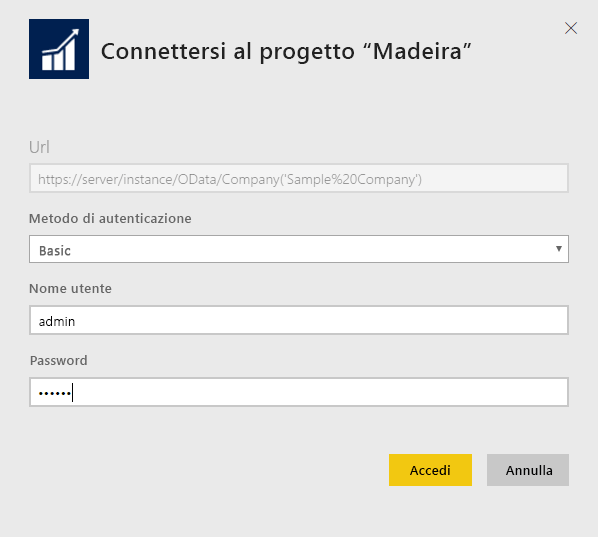 Connettersi al progetto “Madeira”
Url
https://server/instance/OData/Company('Sample%20Company')
Metodo di autenticazione
Basic
Nome utente
admin
Password
••••••
Accedi Annulla